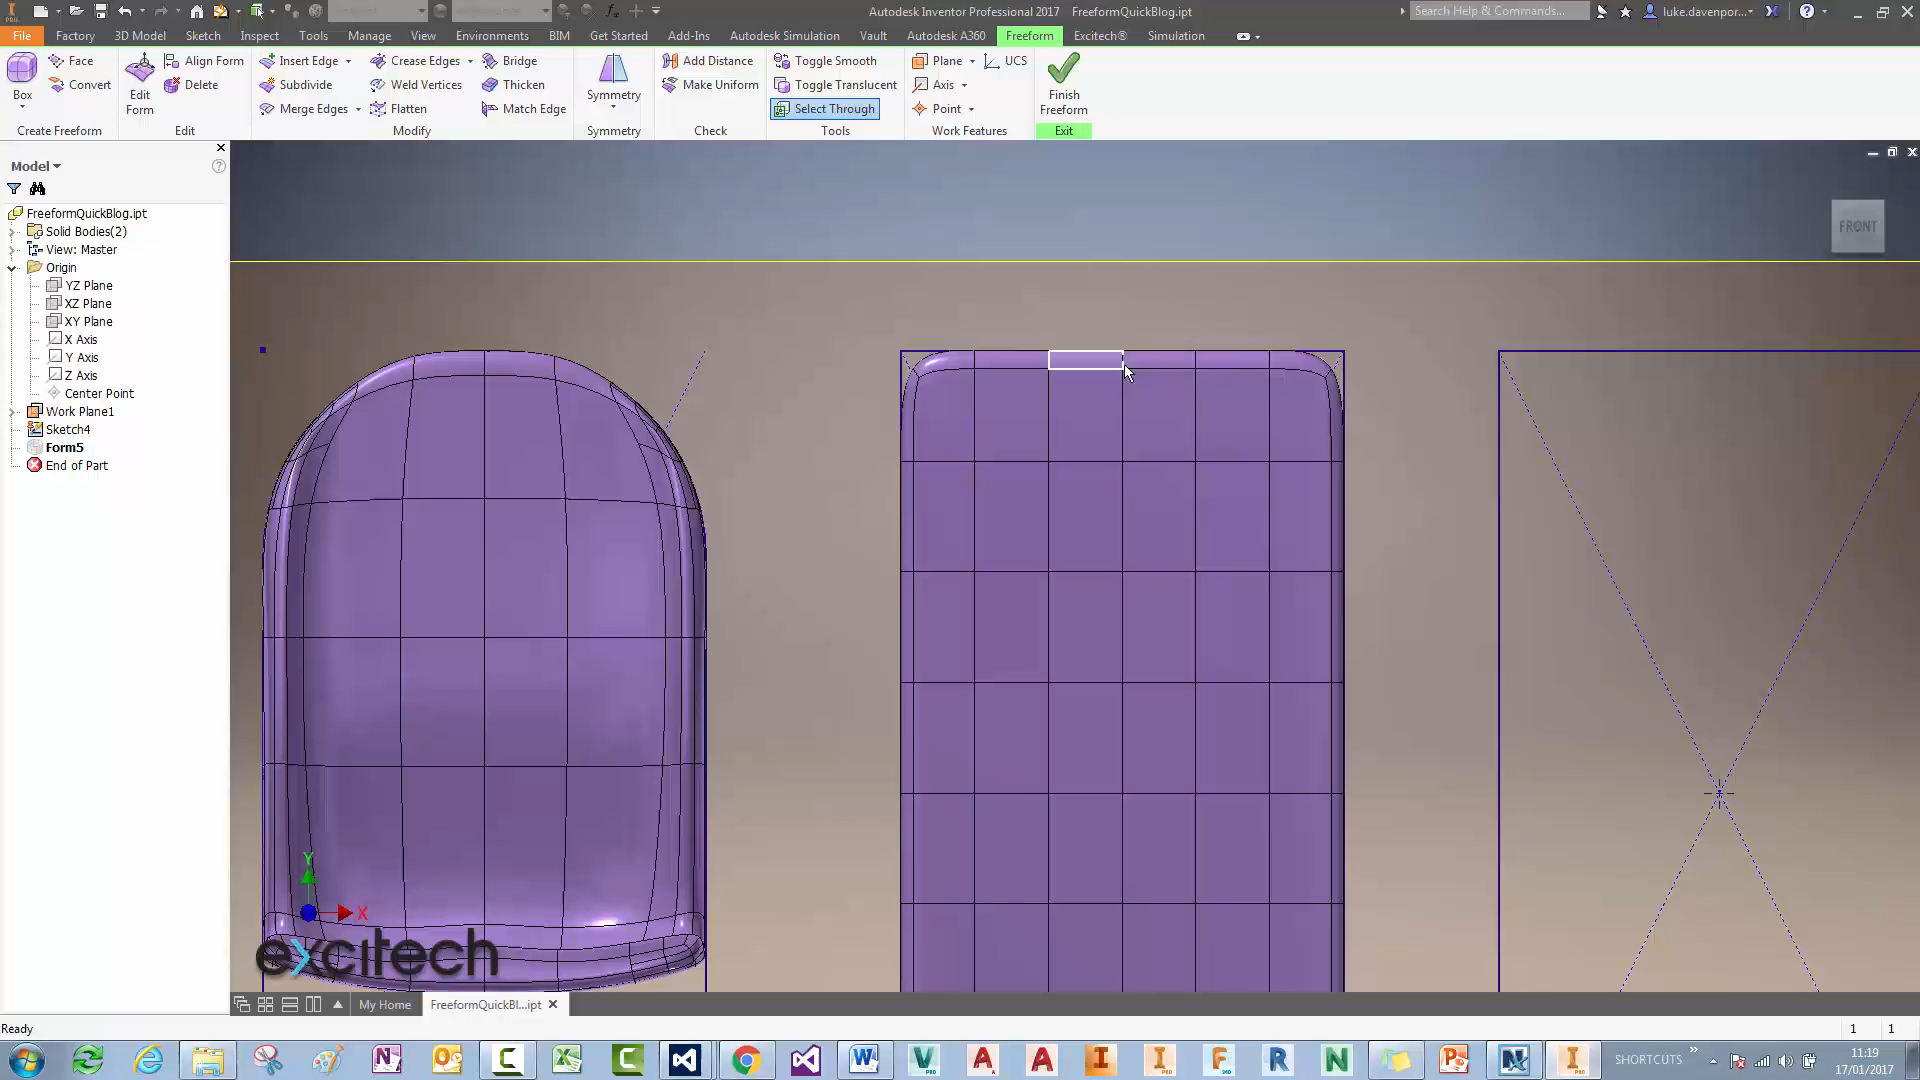 Autodesk Inventor Professional 2017 FreeformQuickBlog.ipt
Search Help & Commands...
luke.davenpor...
File Factory 3D Model Sketch Inspect Tools Manage View Environments BIM Get Started Add-Ins Autodesk Simulation Vault Autodesk A360 Freeform Excitech® Simulation
Face Align Form Insert Edge Crease Edges Bridge Add Distance Toggle Smooth Plane UCS
Convert Delete Subdivide Weld Vertices Thicken Make Uniform Toggle Translucent Axis
Box Edit Form Symmetry Finish Freeform
Merge Edges Flatten Match Edge Select Through Point
Create Freeform Edit Modify Symmetry Check Tools Work Features Exit
Model
FreeformQuickBlog.ipt
Solid Bodies(2)
View: Master
Origin
YZ Plane
XZ Plane
XY Plane
X Axis
Y Axis
Z Axis
Center Point
Work Plane1
Sketch4
Form5
End of Part
FRONT
Y
X
excitech
My Home FreeformQuickBl...ipt
Ready
1 1
SHORTCUTS
11:19
17/01/2017